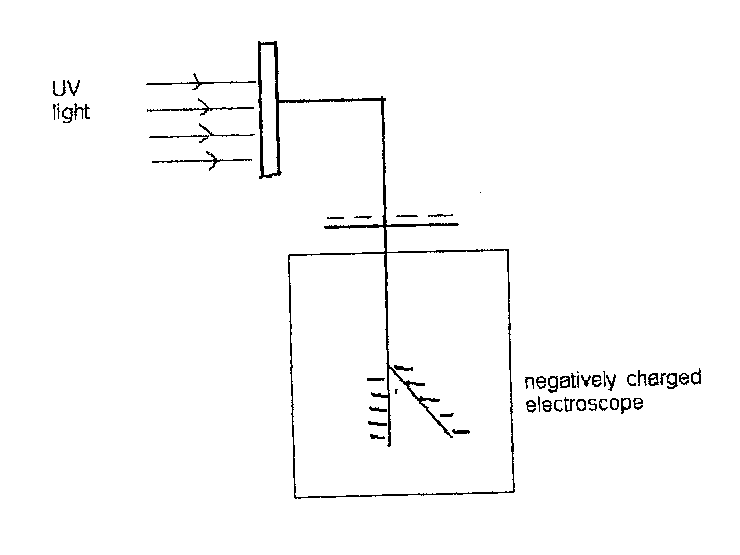 UV
light
negatively charged
electroscope